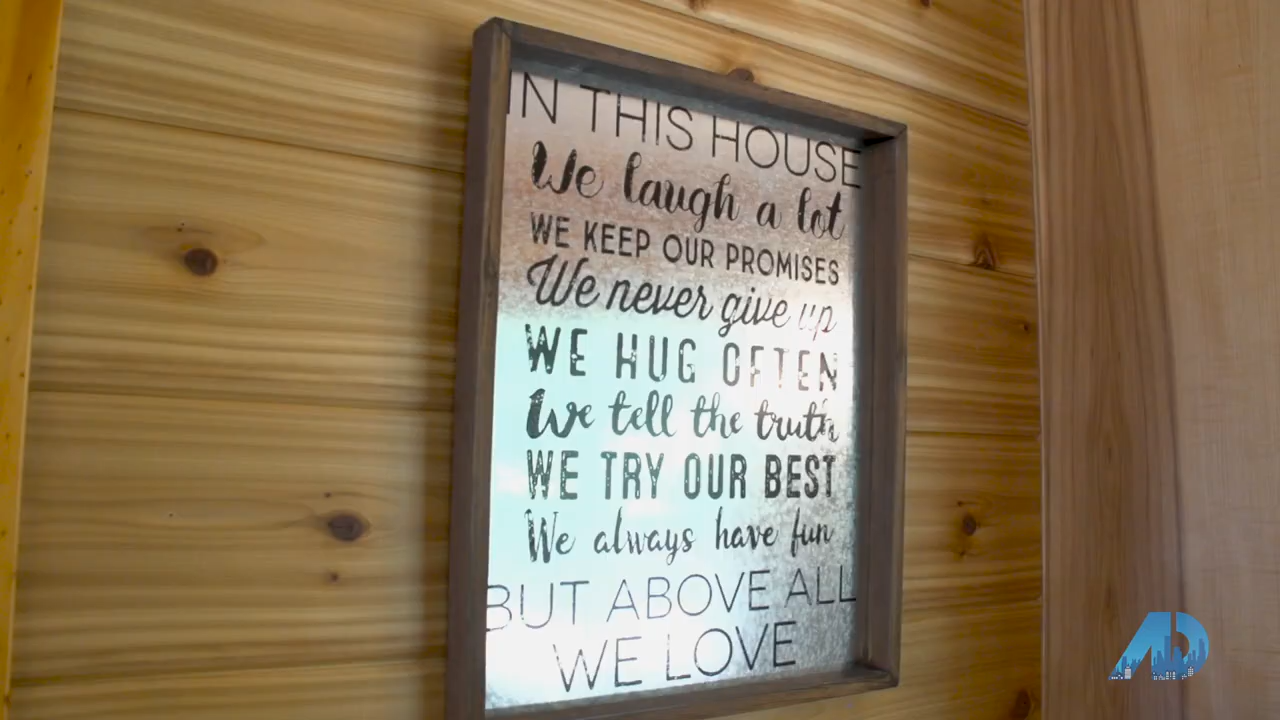 IN THIS HOUSE
We laugh a lot
WE KEEP OUR PROMISES
We never give up
WE HUG OFTEN
We tell the truth
WE TRY OUR BEST
We always have fun
BUT ABOVE ALL
WE LOVE
AD